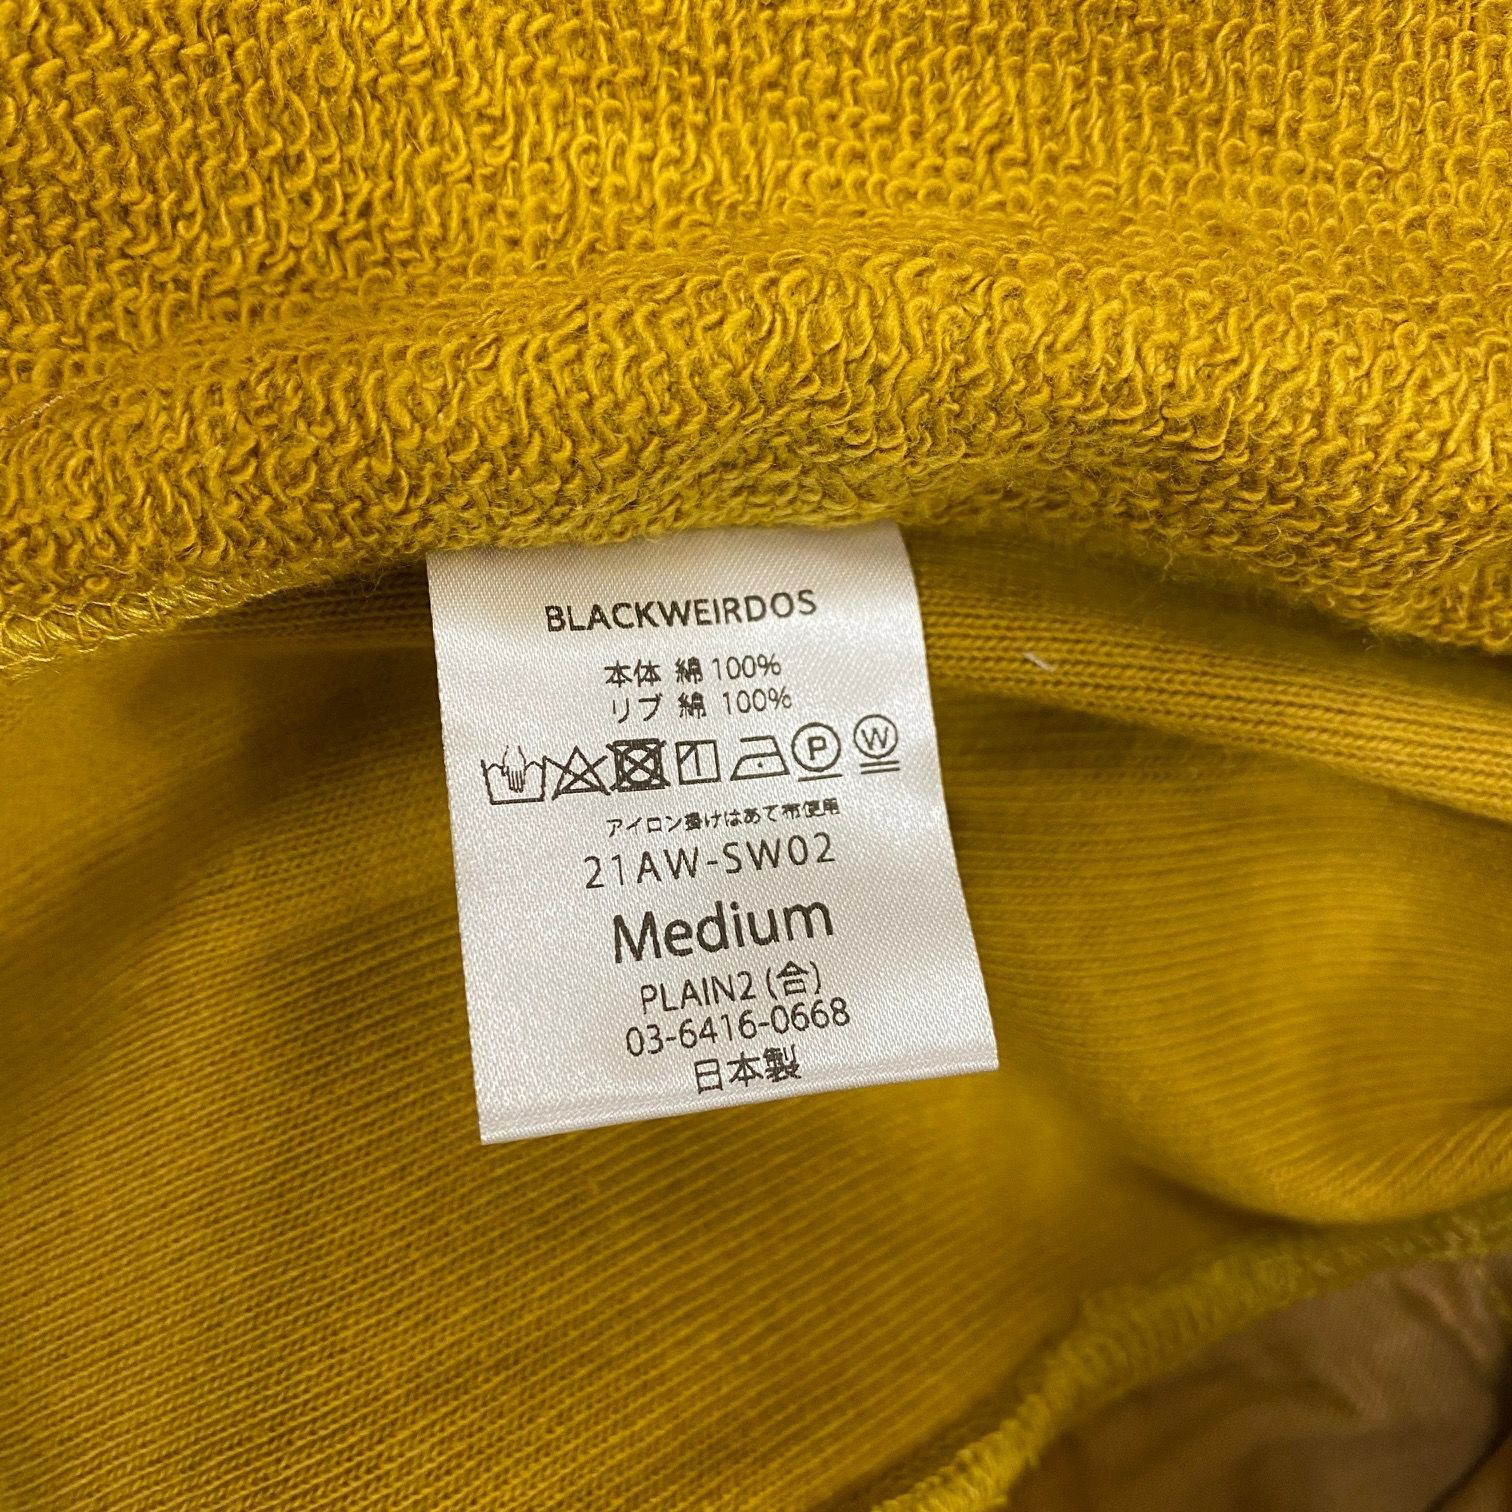 BLACKWEIRDOS
本体 綿 100%
リブ 綿 100%
P W
アイロン掛けはあて布使用
21AW-SW02
Medium
PLAIN2 (合)
03-6416-0668
日本製